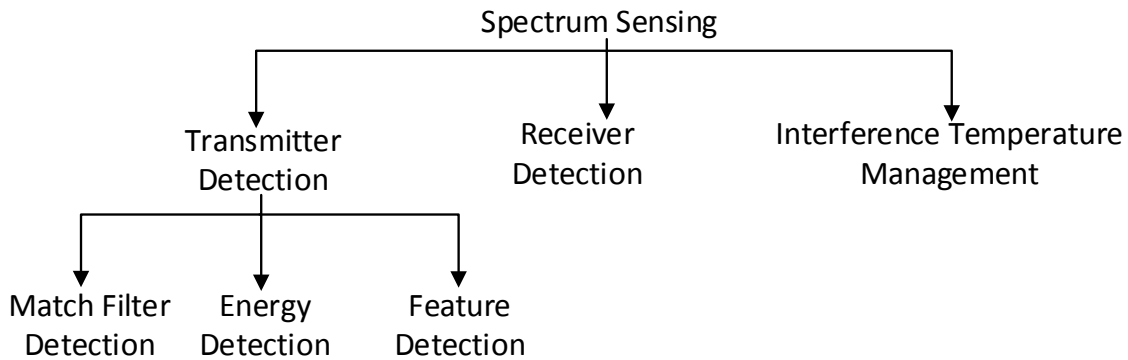 Spectrum Sensing
Transmitter
Detection
Receiver
Detection
Interference Temperature
Management
Match Filter
Detection
Energy
Detection
Feature
Detection